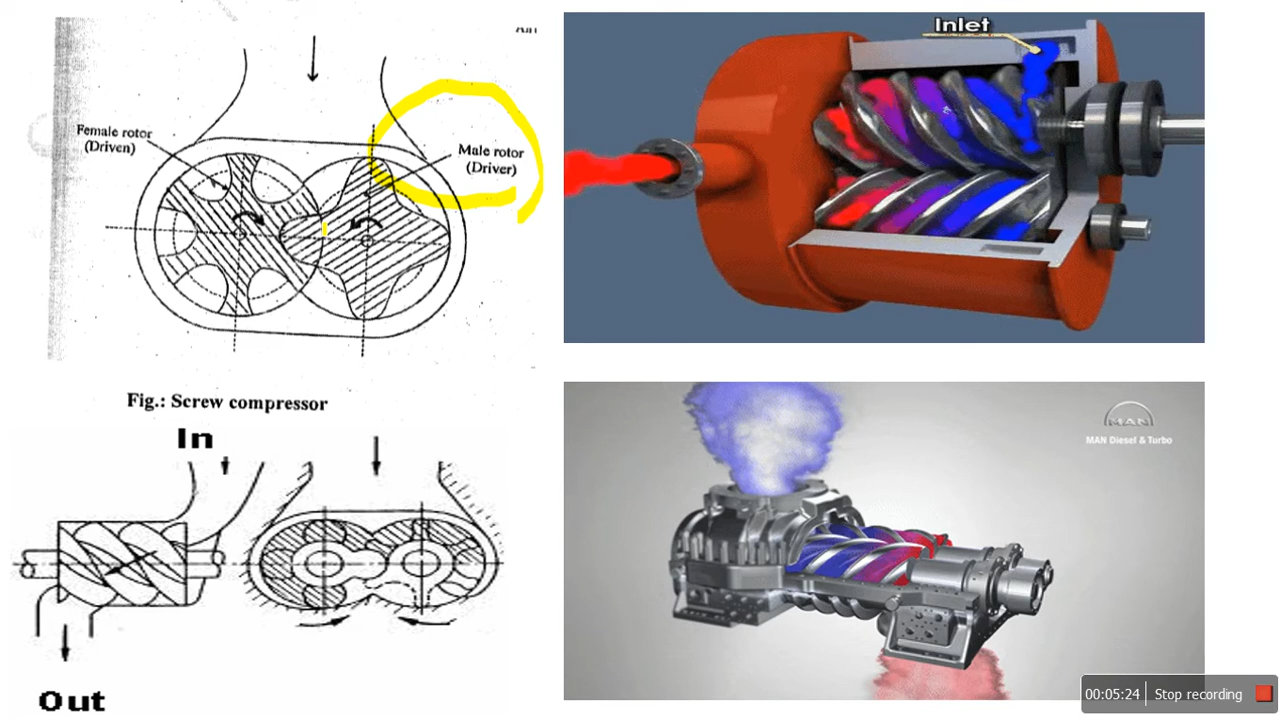 Female rotor
(Driven)
Male rotor
(Driver)
Fig.: Screw compressor
In
Out
Inlet
MAN
MAN Diesel & Turbo
00:05:24
Stop recording